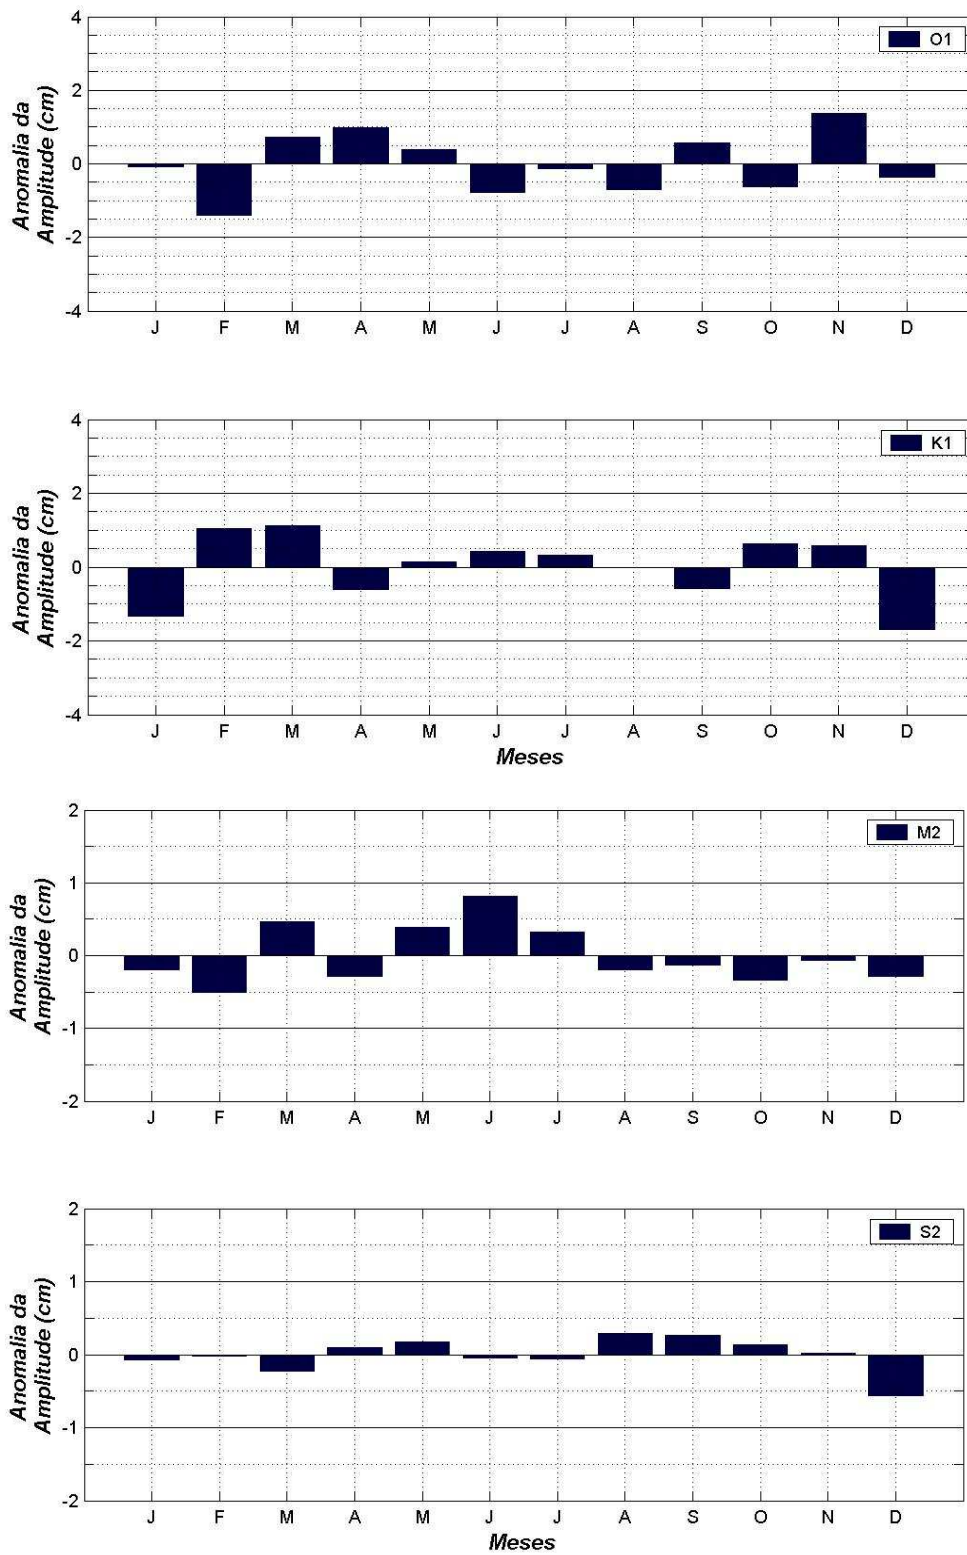 4
O1
2
Anomalia da
Amplitude (cm)
0
-2
-4
J F M A M J J A S O N D
4
K1
2
Anomalia da
Amplitude (cm)
0
-2
-4
J F M A M J J A S O N D
Meses
2
M2
1
Anomalia da
Amplitude (cm)
0
-1
-2
J F M A M J J A S O N D
2
S2
1
Anomalia da
Amplitude (cm)
0
-1
-2
J F M A M J J A S O N D
Meses